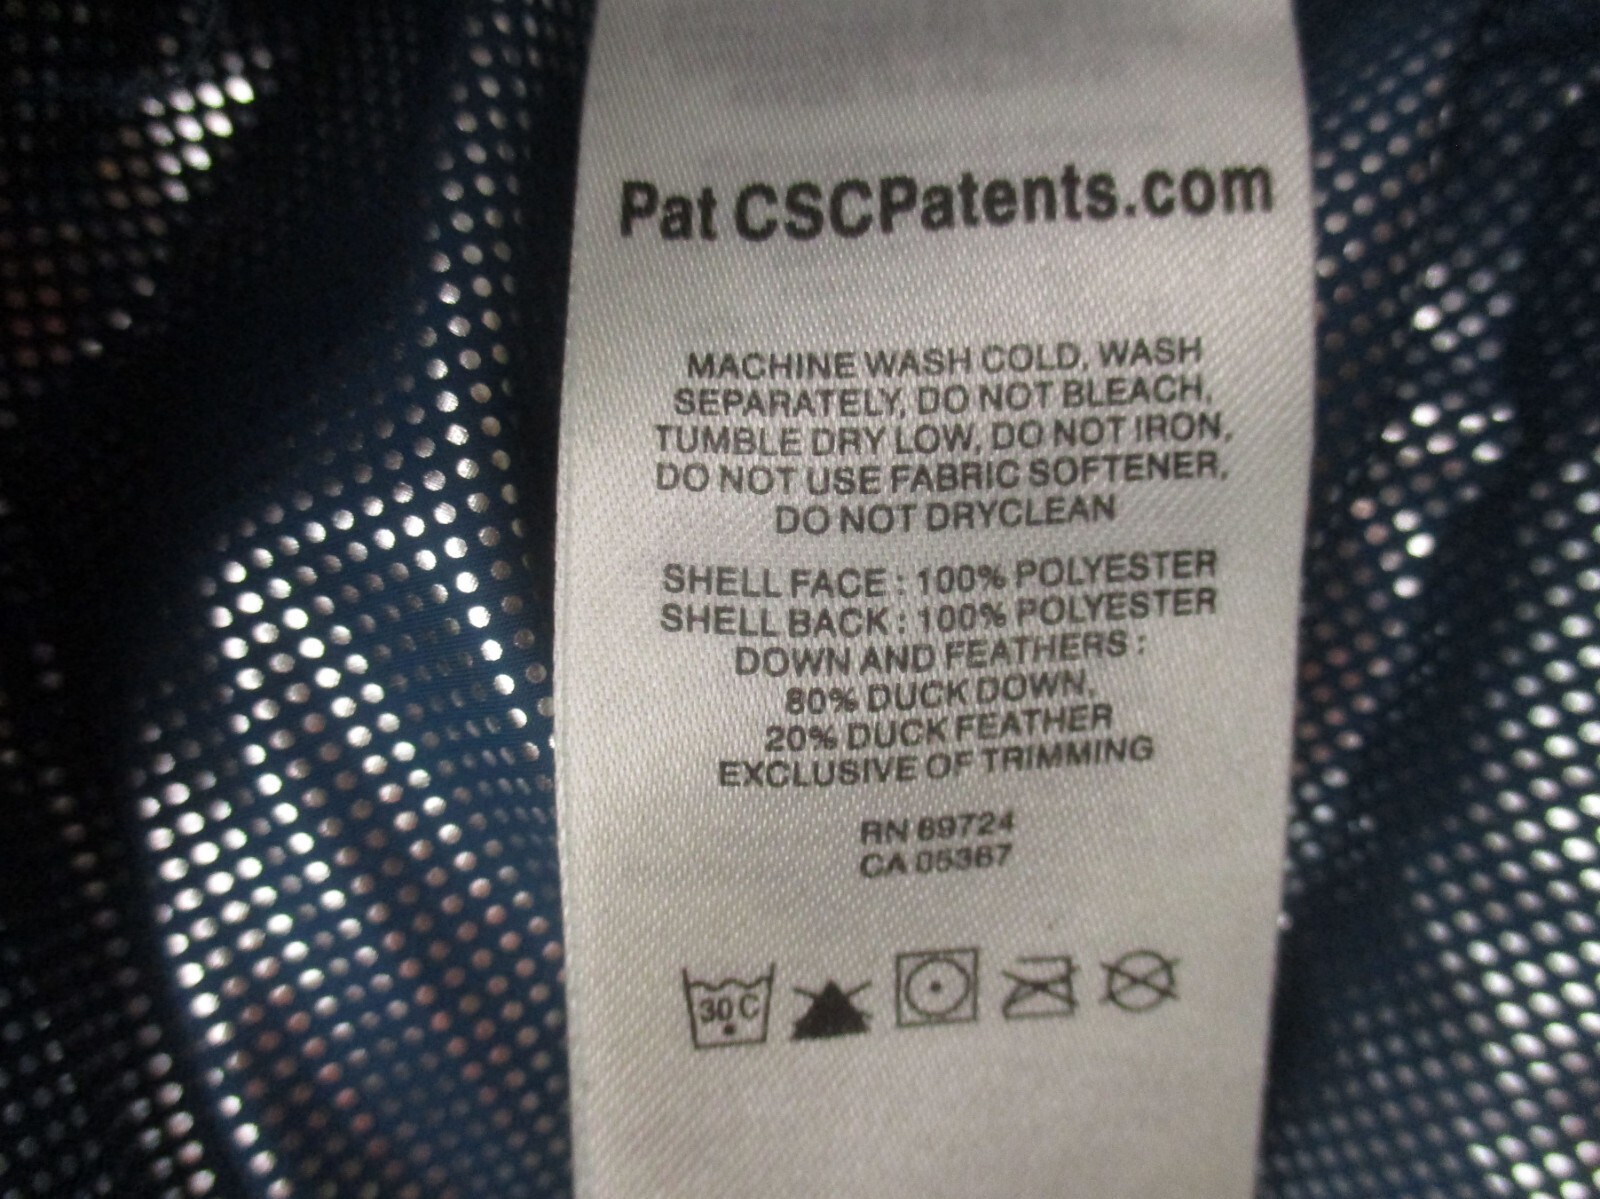 Pat CSCPatents.com
MACHINE WASH COLD, WASH
SEPARATELY, DO NOT BLEACH,
TUMBLE DRY LOW, DO NOT IRON,
DO NOT USE FABRIC SOFTENER,
DO NOT DRYCLEAN
SHELL FACE : 100% POLYESTER
SHELL BACK : 100% POLYESTER
DOWN AND FEATHERS :
80% DUCK DOWN,
20% DUCK FEATHER
EXCLUSIVE OF TRIMMING
RN 69724
CA 05367
30 C